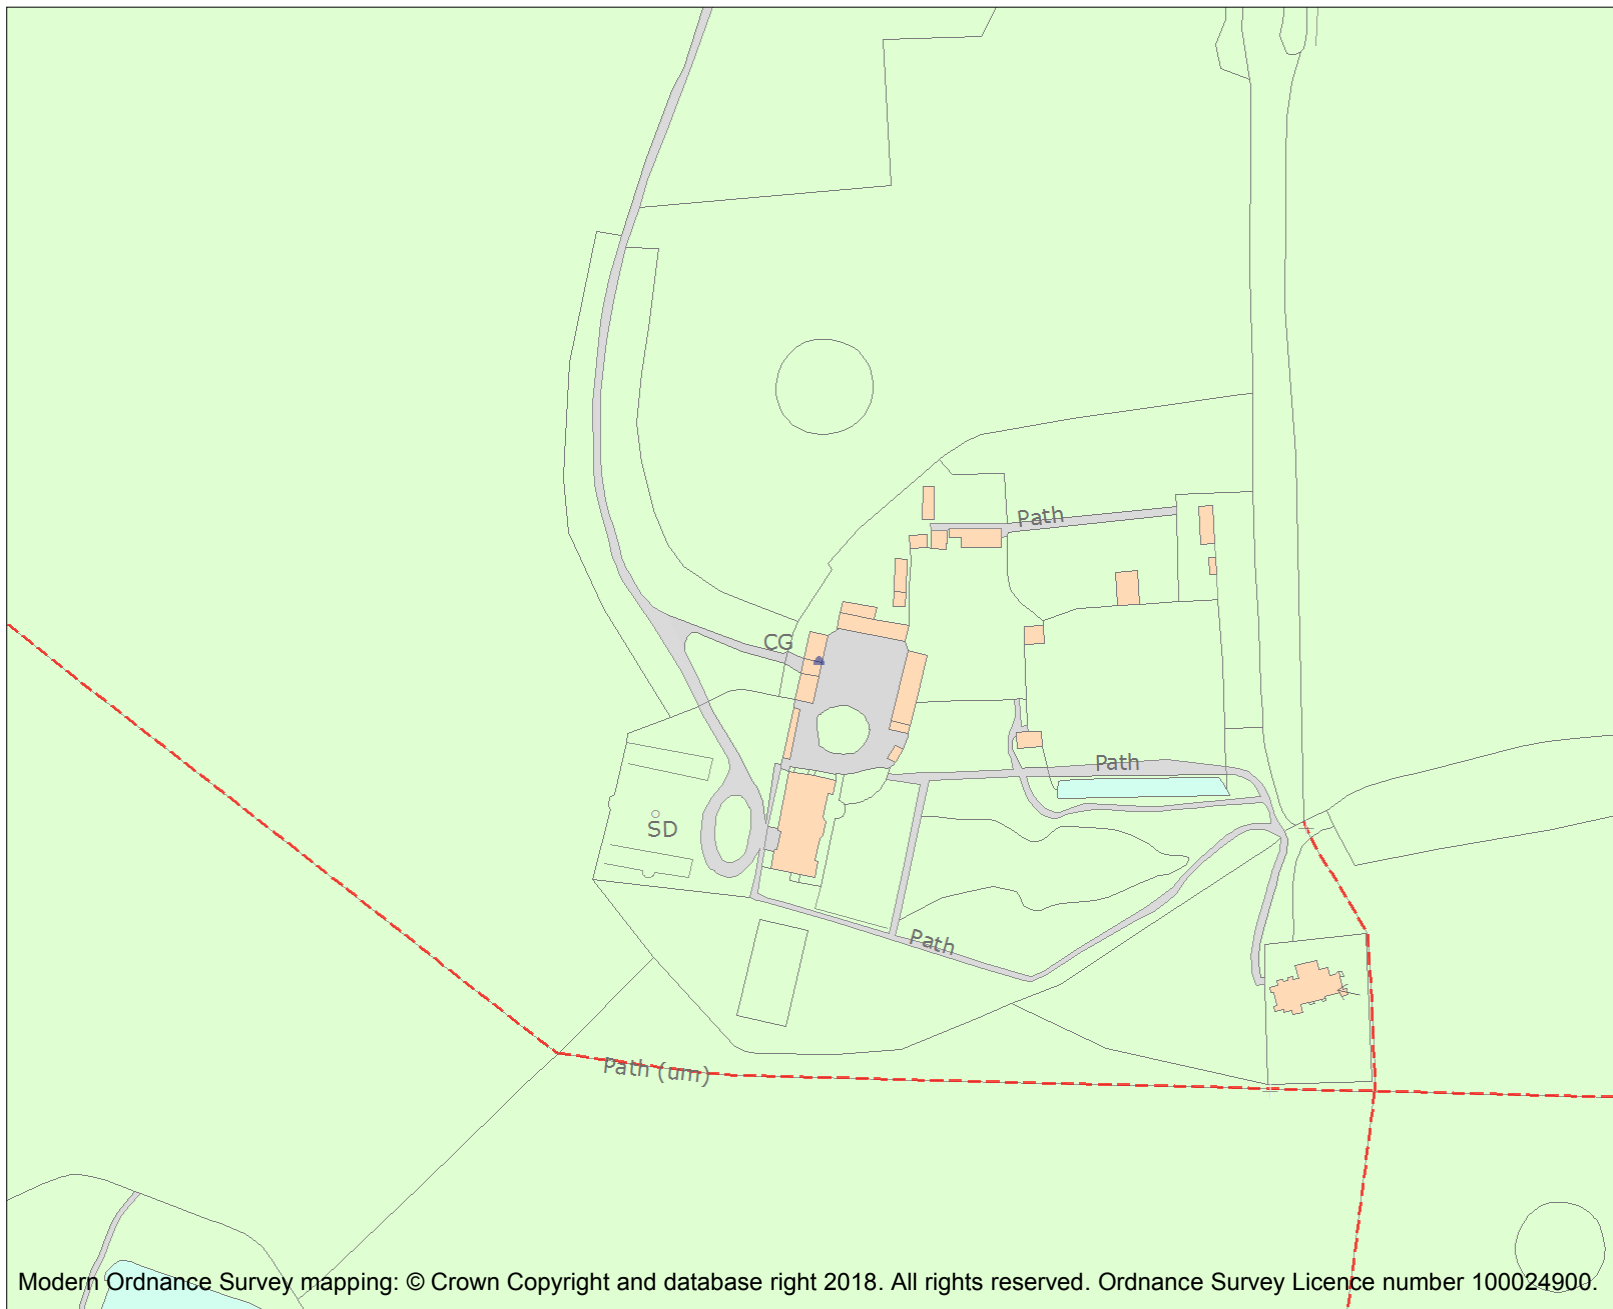 Path
CG
Path
SD
Path
Path (um)
Modern Ordnance Survey mapping: © Crown Copyright and database right 2018. All rights reserved. Ordnance Survey Licence number 100024900.